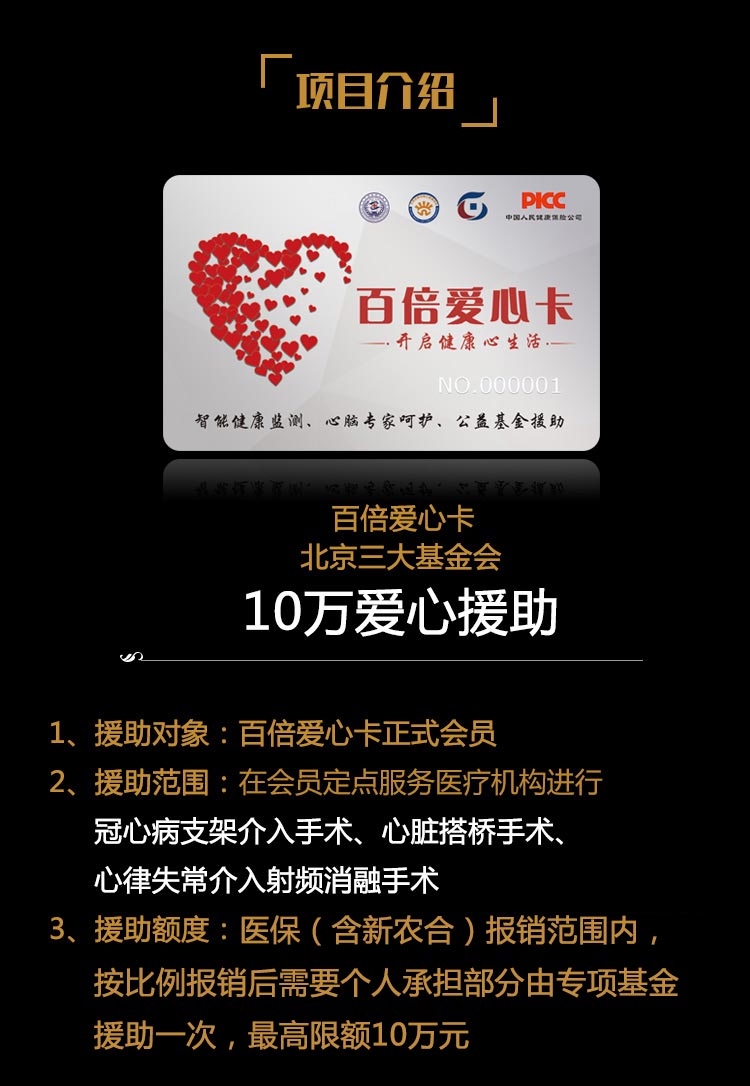 项目介绍
PICC
中国人民健康保险公司
百倍爱心卡
开启健康心生活
NO.000001
智能健康监测、心脑专家呵护、公益基金援助
百倍爱心卡
北京三大基金会
10万爱心援助
1、援助对象：百倍爱心卡正式会员
2、援助范围：在会员定点服务医疗机构进行
冠心病支架介入手术、心脏搭桥手术、
心律失常介入射频消融手术
3、援助额度：医保（含新农合）报销范围内，
按比例报销后需要个人承担部分由专项基金
援助一次，最高限额10万元